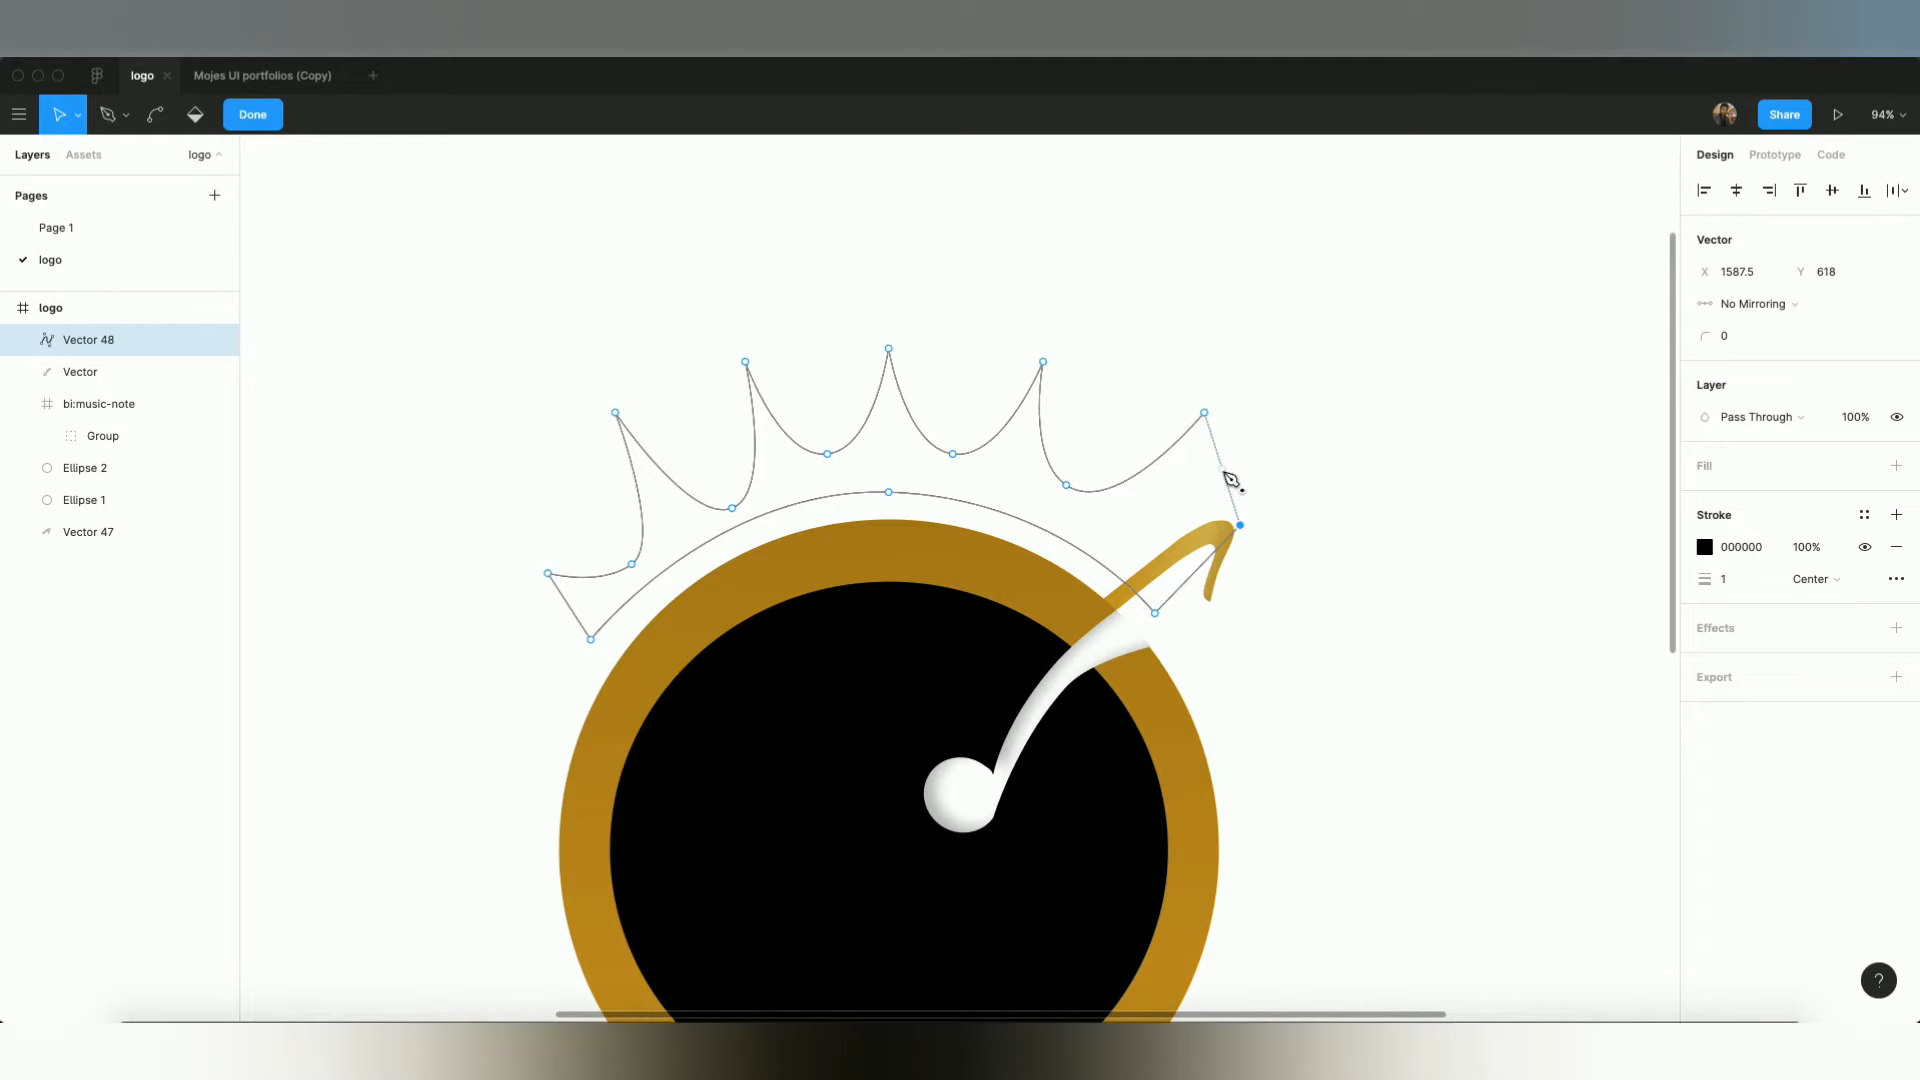 logo
Mojes UI portfolios (Copy)
Done
Share
94%
Layers
Assets
logo
Pages
Page 1
logo
logo
Vector 48
Vector
bi:music-note
Group
Ellipse 2
Ellipse 1
Vector 47
Design
Prototype
Code
Vector
X 1587.5
Y 618
No Mirroring
0
Layer
Pass Through
100%
Fill
Stroke
000000
100%
1
Center
Effects
Export
?